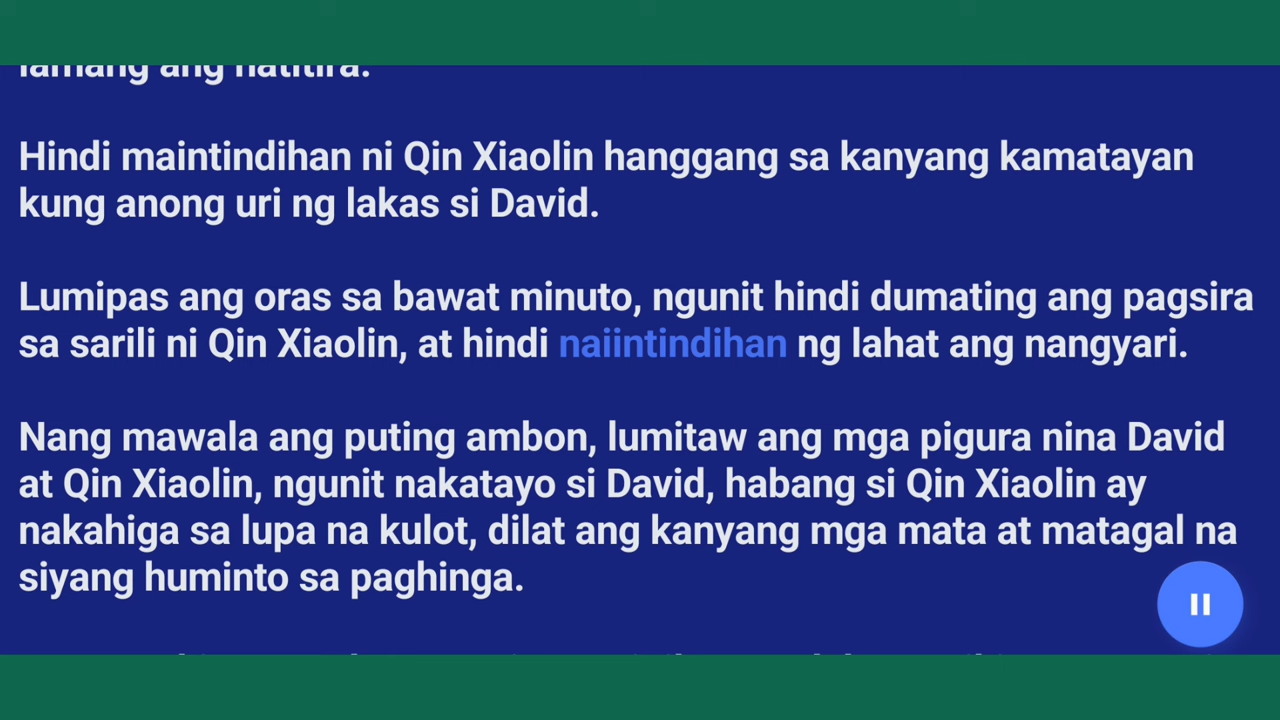 lamang ang natitira.
Hindi maintindihan ni Qin Xiaolin hanggang sa kanyang kamatayan
kung anong uri ng lakas si David.
Lumipas ang oras sa bawat minuto, ngunit hindi dumating ang pagsira
sa sarili ni Qin Xiaolin, at hindi naiintindihan ng lahat ang nangyari.
Nang mawala ang puting ambon, lumitaw ang mga pigura nina David
at Qin Xiaolin, ngunit nakatayo si David, habang si Qin Xiaolin ay
nakahiga sa lupa na kulot, dilat ang kanyang mga mata at matagal na
siyang huminto sa paghinga.